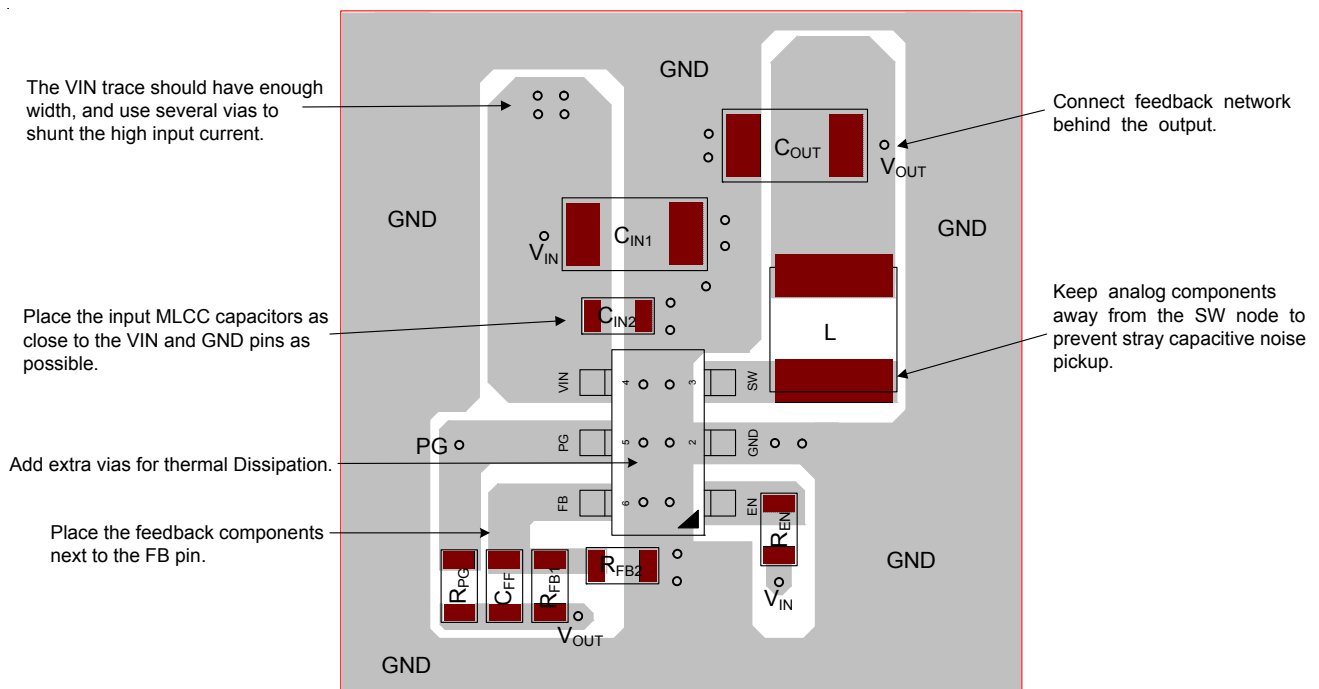 GND
The VIN trace should have enough
width, and use several vias to
shunt the high input current.
Connect feedback network
behind the output.
COUT
VOUT
GND
GND
CIN1
VIN
Place the input MLCC capacitors as
close to the VIN and GND pins as
possible.
CIN2
Keep analog components
away from the SW node to
prevent stray capacitive noise
pickup.
L
VIN
4
3
SW
PG
PG
5
2
GND
Add extra vias for thermal Dissipation.
FB
6
EN
Place the feedback components
next to the FB pin.
REN
RPG
CFF
RFB1
RFB2
GND
VIN
VOUT
GND